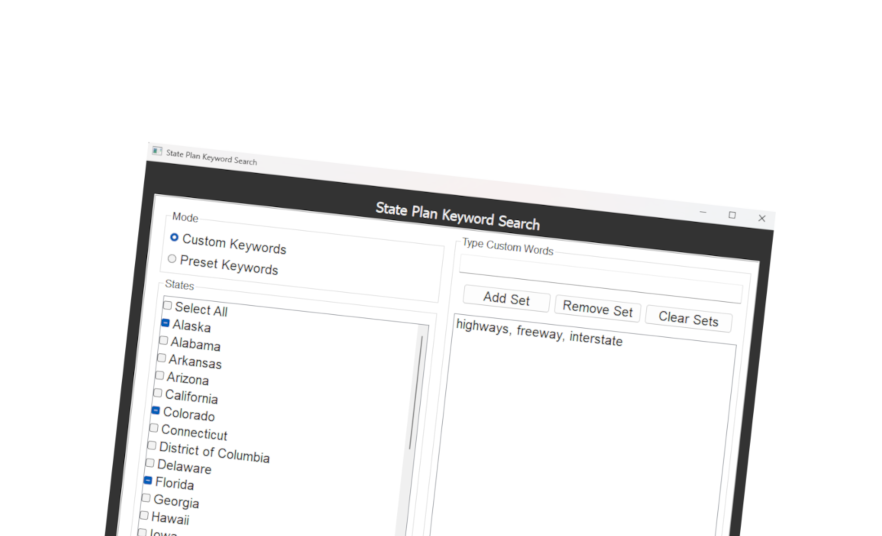 State Plan Keyword Search
State Plan Keyword Search
Mode
Custom Keywords
Preset Keywords
States
Select All
Alaska
Alabama
Arkansas
Arizona
California
Colorado
Connecticut
District of Columbia
Delaware
Florida
Georgia
Hawaii
Iowa
Type Custom Words
Add Set Remove Set Clear Sets
highways, freeway, interstate